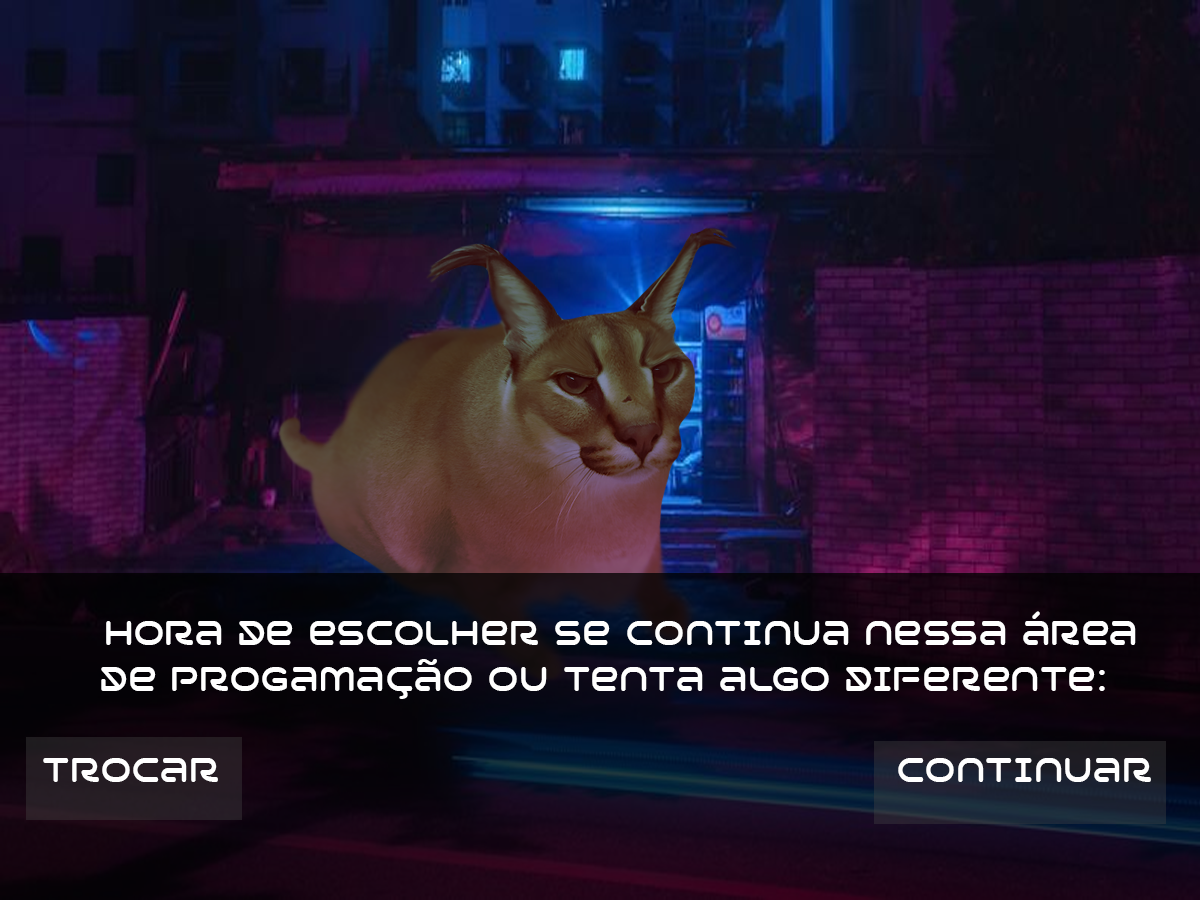 HORA DE ESCOLHER SE CONTINUA NESSA ÁREA
DE PROGAMAÇÃO OU TENTA ALGO DIFERENTE:
TROCAR
CONTINUAR